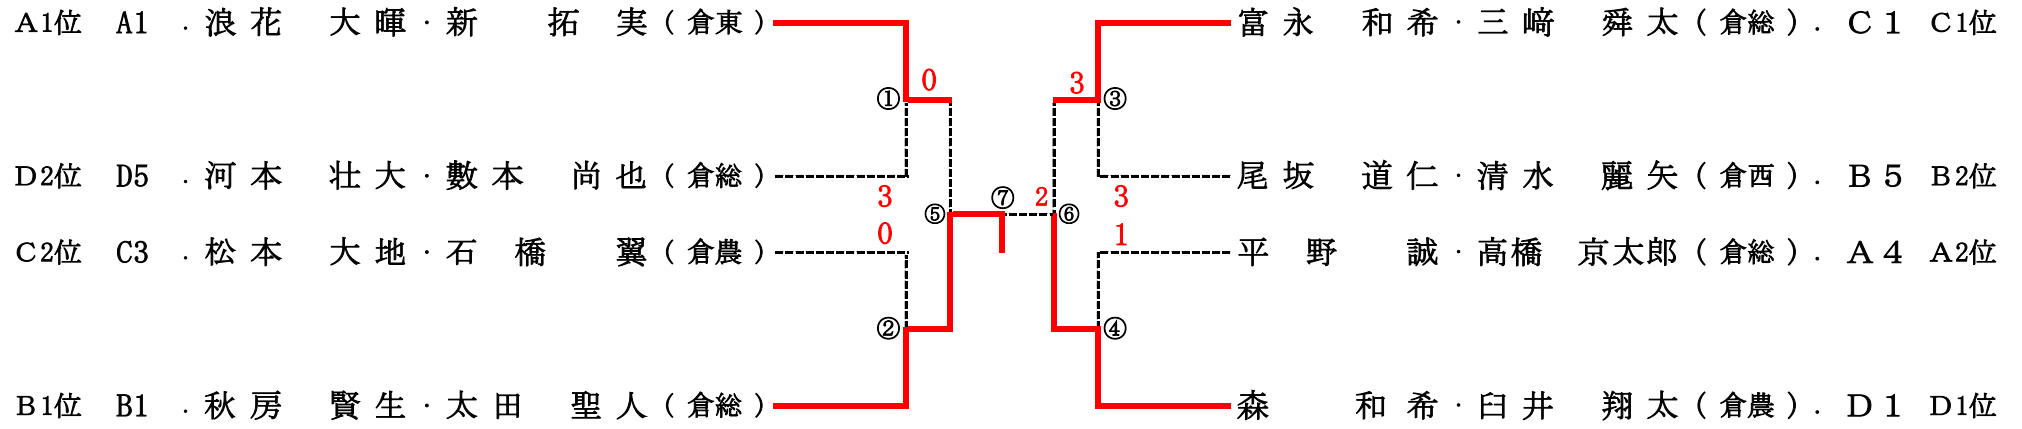 A1位 A1 .浪花 大暉・新 拓実(倉東)
富永 和希・三﨑 舜太(倉総). C1 C1位
0
3
①
③
D2位 D5 .河本 壮大・數本 尚也(倉総)
尾坂 道仁・清水 麗矢(倉西). B5 B2位
3
⑦
2
3
⑤
⑥
0
1
C2位 C3 .松本 大地・石橋 翼(倉農)
平野 誠・高橋 京太郎(倉総). A4 A2位
②
④
B1位 B1 .秋房 賢生・太田 聖人(倉総)
森 和希・臼井 翔太(倉農). D1 D1位